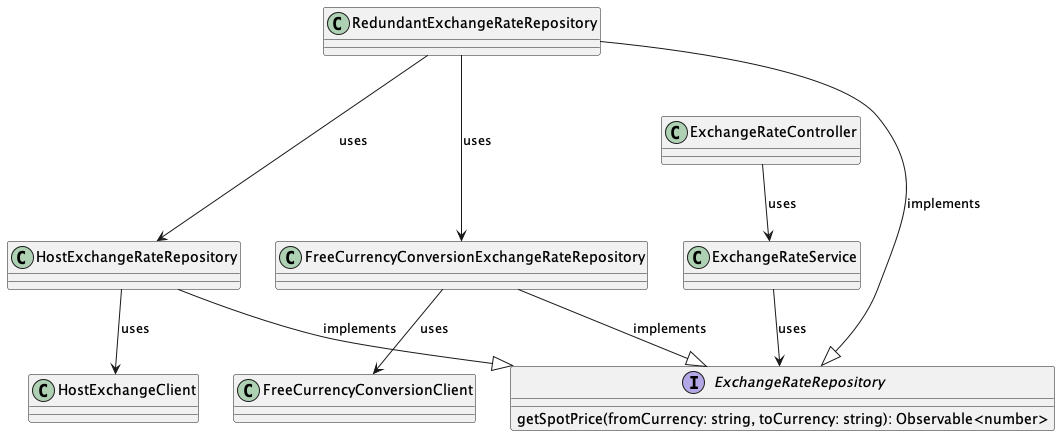 C RedundantExchangeRateRepository
uses
uses
C ExchangeRateController
uses
implements
C HostExchangeRateRepository
C FreeCurrencyConversionExchangeRateRepository
C ExchangeRateService
uses
implements
uses
implements
uses
C HostExchangeClient
C FreeCurrencyConversionClient
I ExchangeRateRepository
getSpotPrice(fromCurrency: string, toCurrency: string): Observable<number>